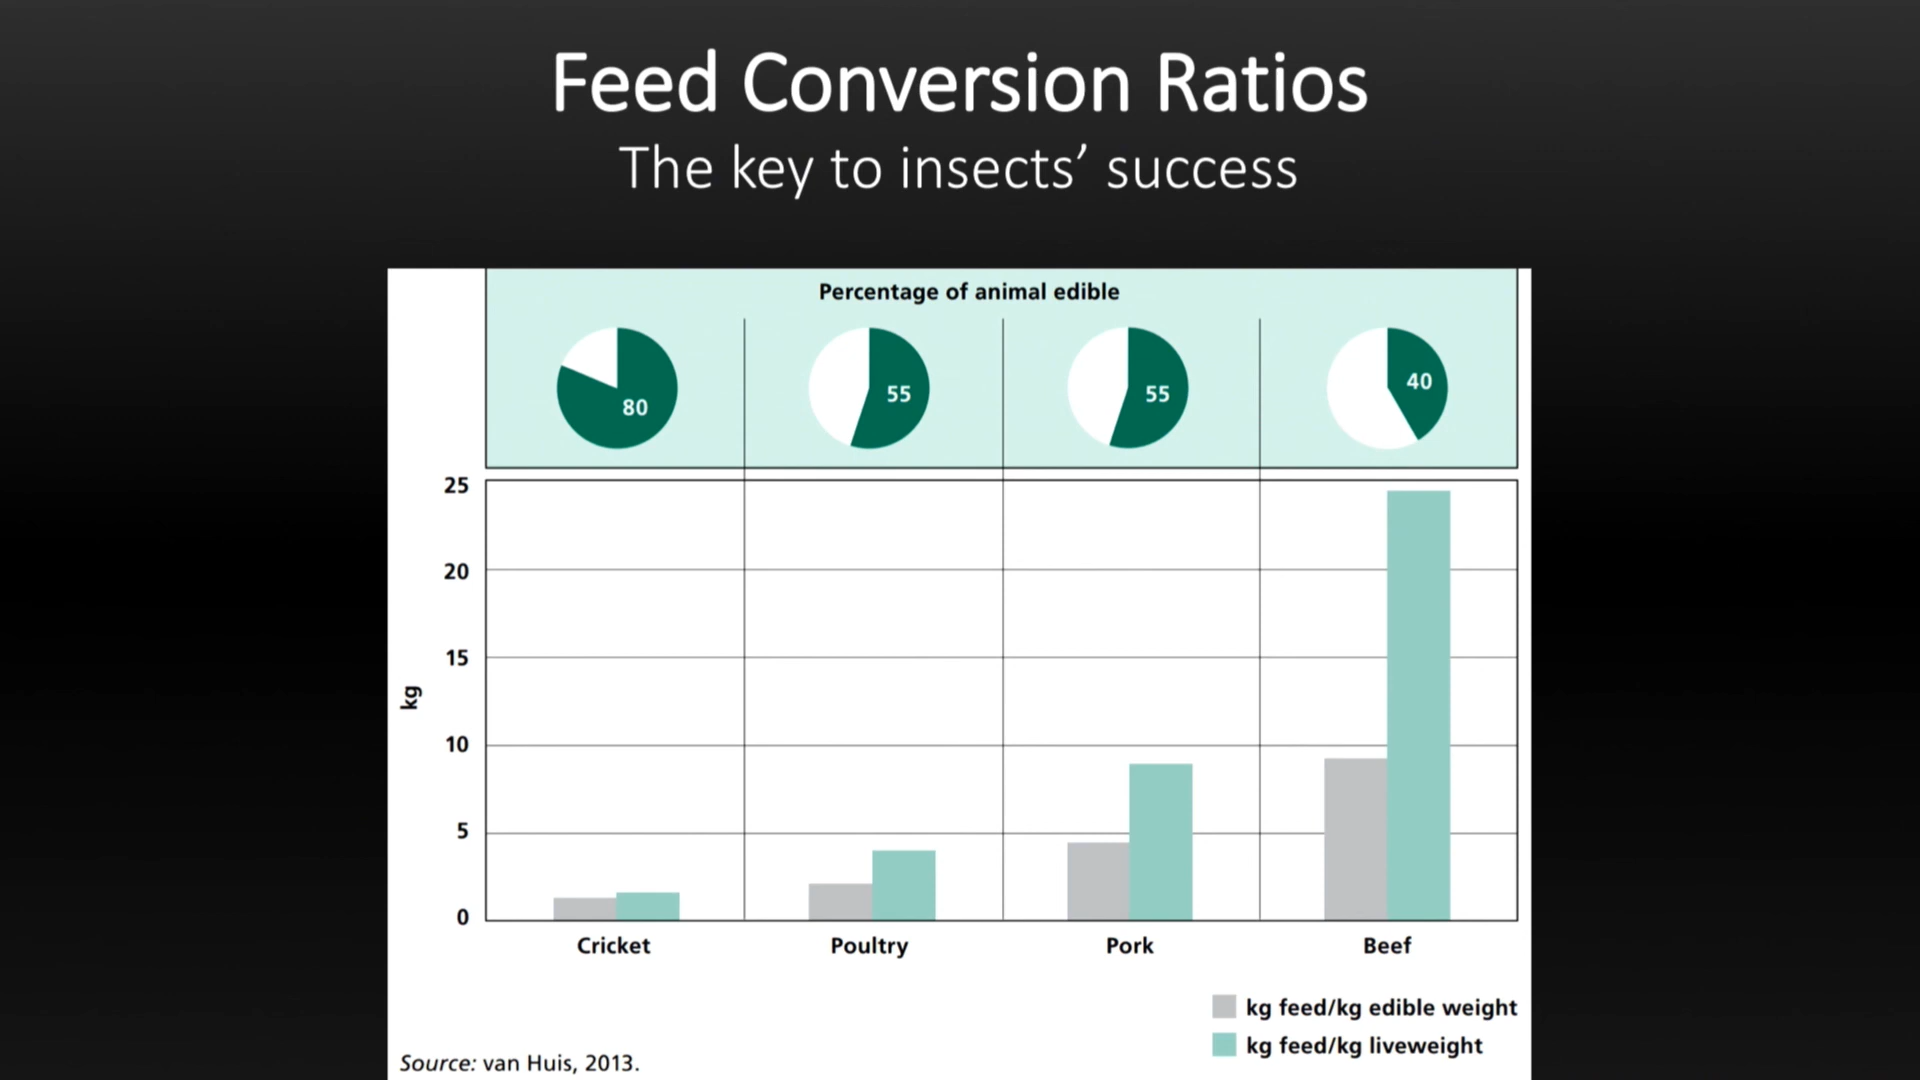 Feed Conversion Ratios
The key to insects’ success
Percentage of animal edible
80
55
55
40
25
20
15
10
5
0
kg
Cricket
Poultry
Pork
Beef
kg feed/kg edible weight
kg feed/kg liveweight
Source: van Huis, 2013.